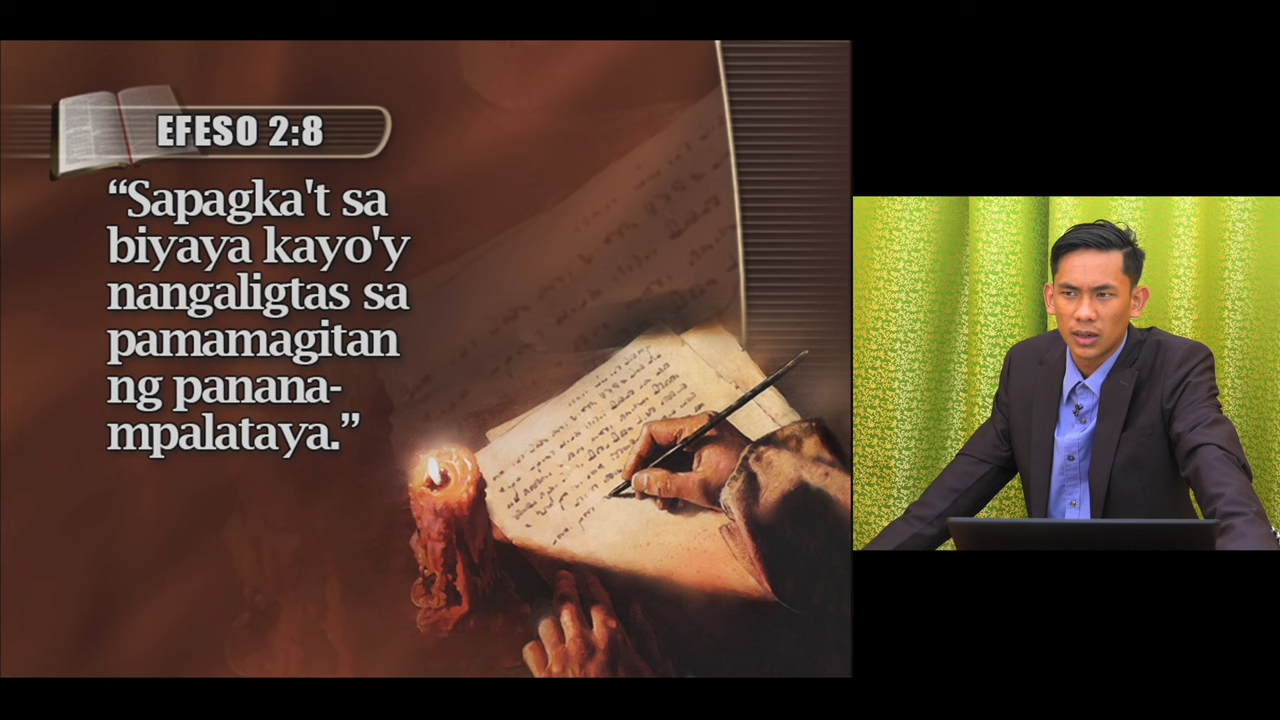 EFESO 2:8
“Sapagka't sa
biyaya kayo'y
nangaligtas sa
pamamagitan
ng panana-
mpalataya.”